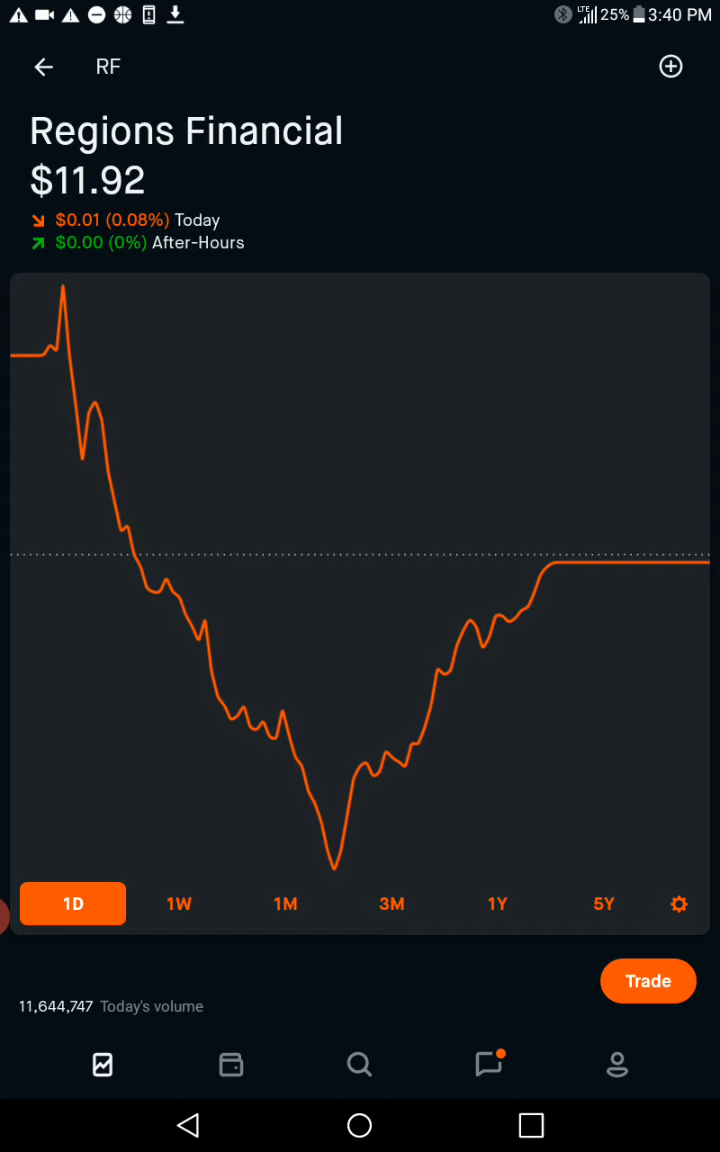 LTE 25% 3:40 PM
RF
Regions Financial
$11.92
$0.01 (0.08%) Today
$0.00 (0%) After-Hours
1D 1W 1M 3M 1Y 5Y
Trade
11,644,747 Today's volume